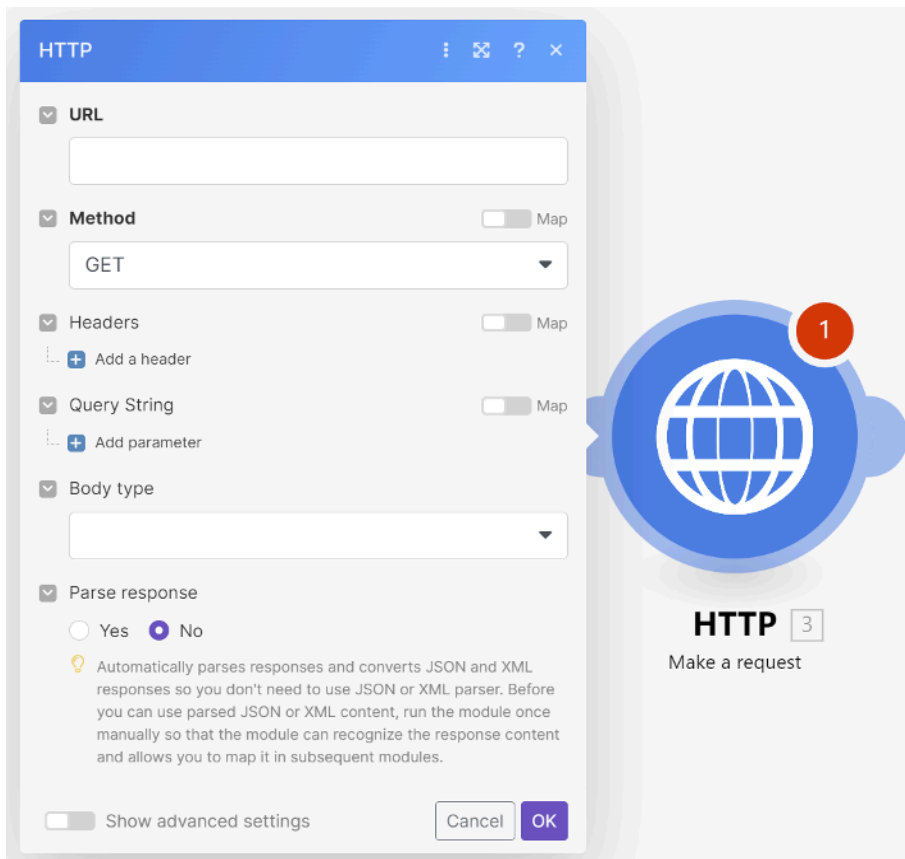 HTTP
?
URL
Method
Map
GET
Headers
Map
Add a header
Query String
Map
Add parameter
Body type
Parse response
Yes
No
Automatically parses responses and converts JSON and XML
responses so you don't need to use JSON or XML parser. Before
you can use parsed JSON or XML content, run the module once
manually so that the module can recognize the response content
and allows you to map it in subsequent modules.
Show advanced settings
Cancel
OK
1
HTTP 3
Make a request